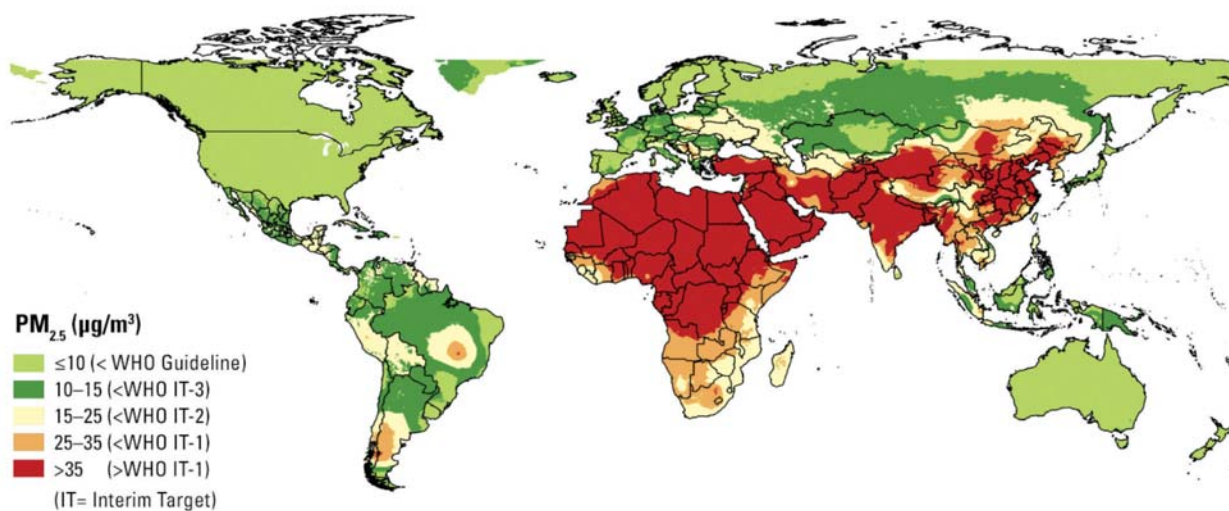 PM₂.₅ (µg/m³)
≤10 (< WHO Guideline)
10–15 (<WHO IT-3)
15–25 (<WHO IT-2)
25–35 (<WHO IT-1)
>35 (>WHO IT-1)
(IT= Interim Target)